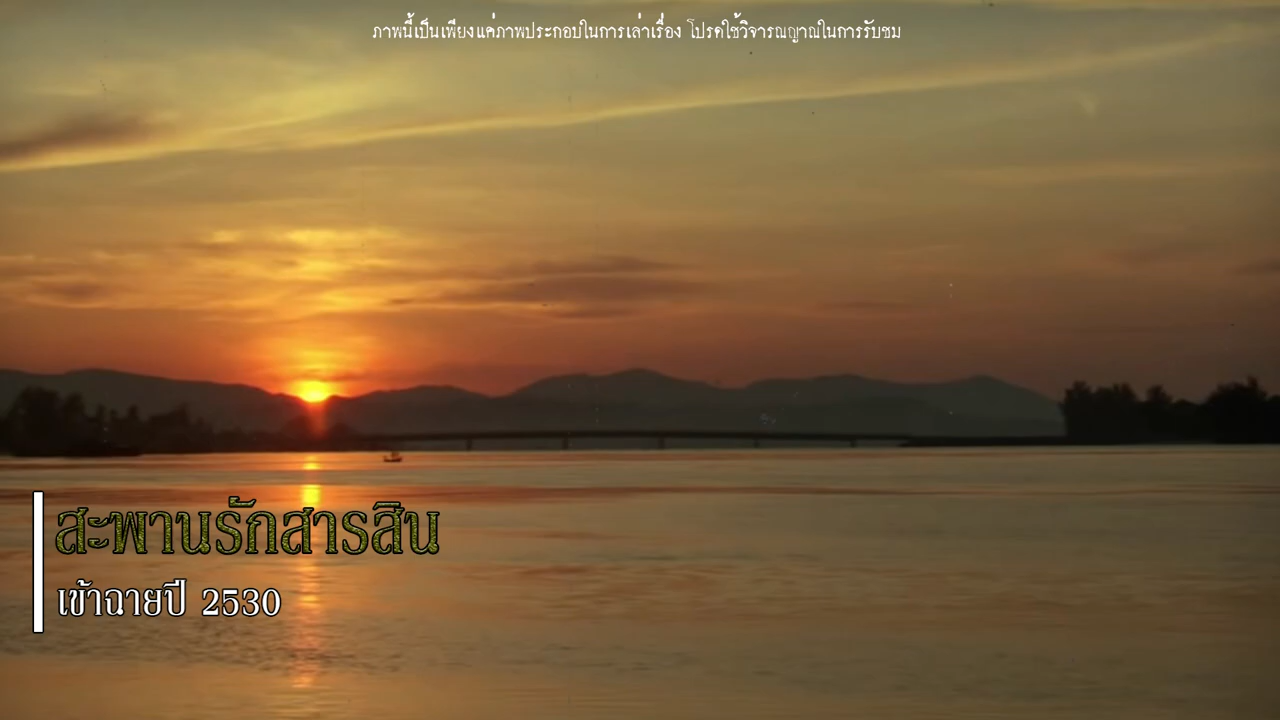 ภาพนี้เป็นเพียงแค่ภาพประกอบในการเล่าเรื่อง โปรดใช้วิจารณญาณในการรับชม
สะพานรักสารสิน
เข้าฉายปี 2530